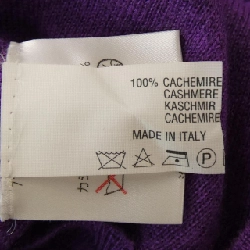 100% CACHEMIRE
CASHMERE
KASCHMIR
CACHEMIRE
MADE IN ITALY
P